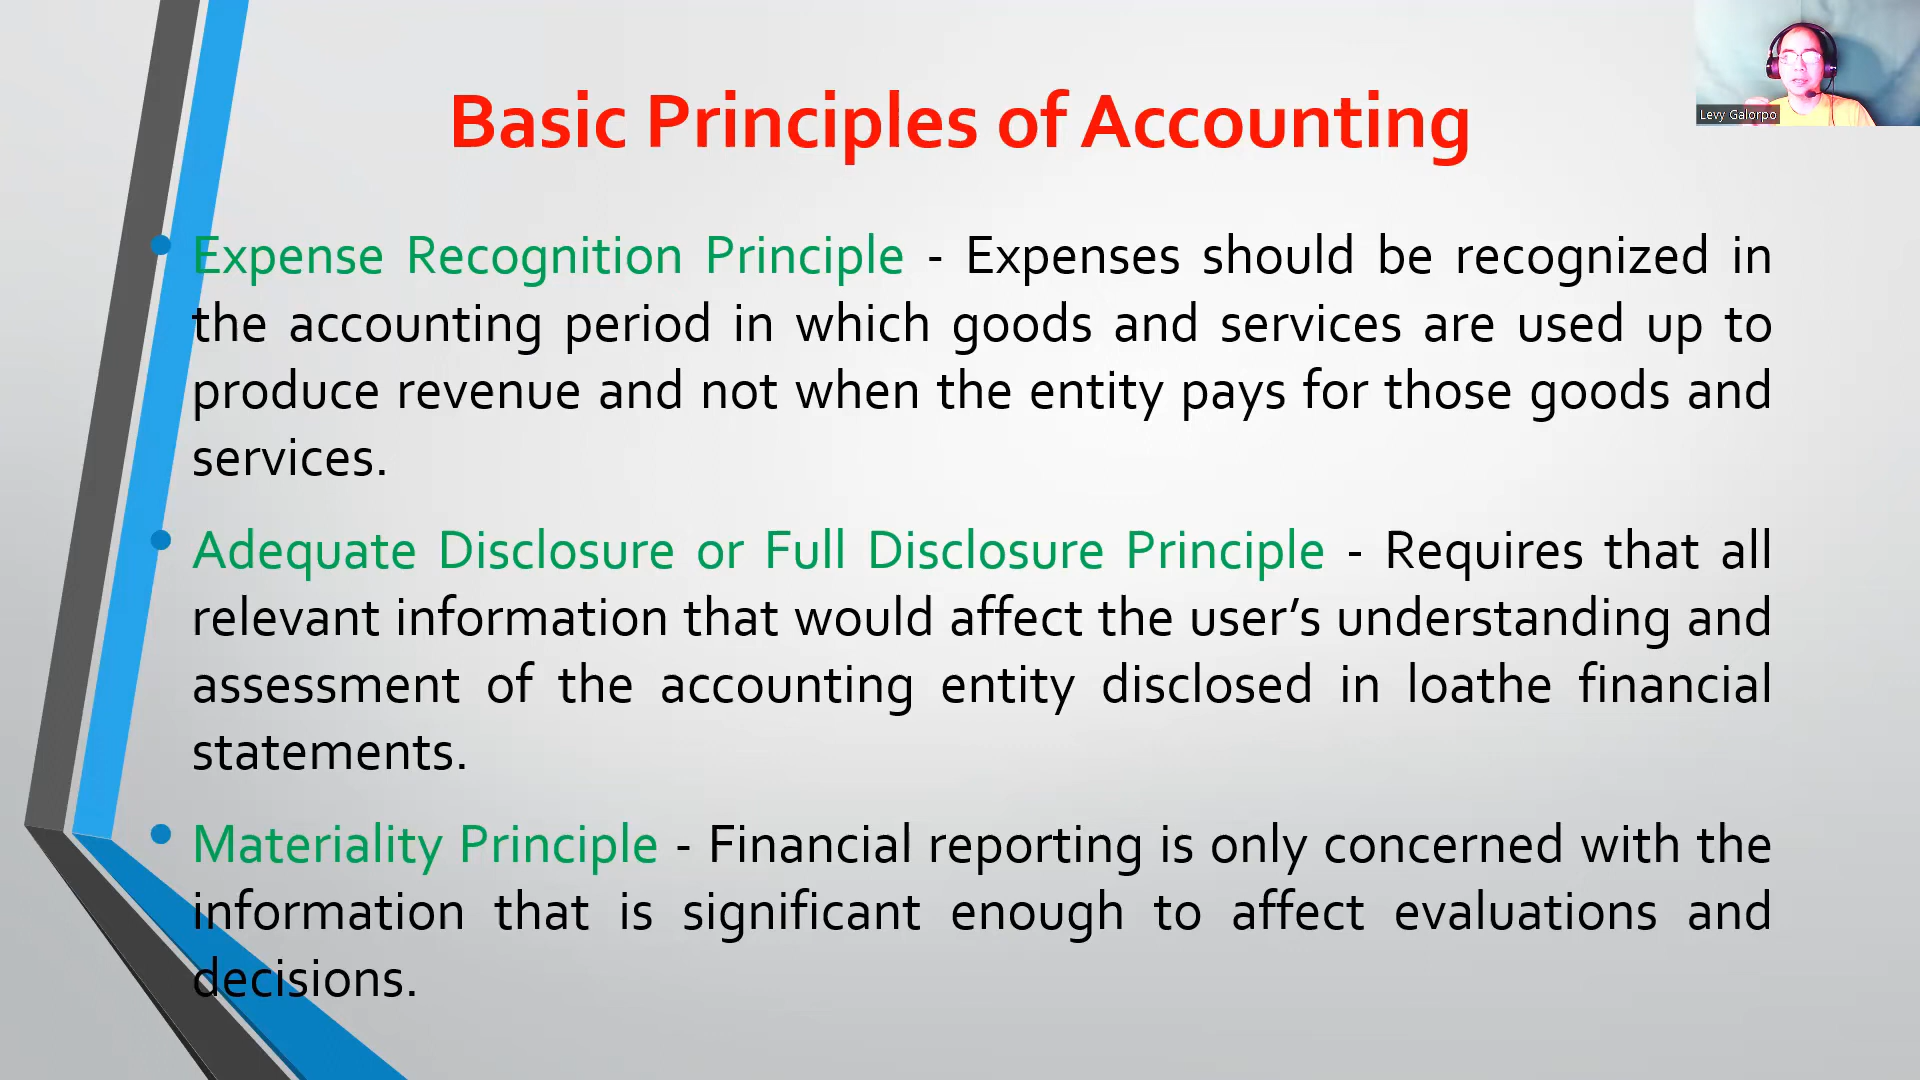 Basic Principles of Accounting
Levy Galorpo
• Expense Recognition Principle - Expenses should be recognized in
the accounting period in which goods and services are used up to
produce revenue and not when the entity pays for those goods and
services.
• Adequate Disclosure or Full Disclosure Principle - Requires that all
relevant information that would affect the user’s understanding and
assessment of the accounting entity disclosed in loathe financial
statements.
• Materiality Principle - Financial reporting is only concerned with the
information that is significant enough to affect evaluations and
decisions.